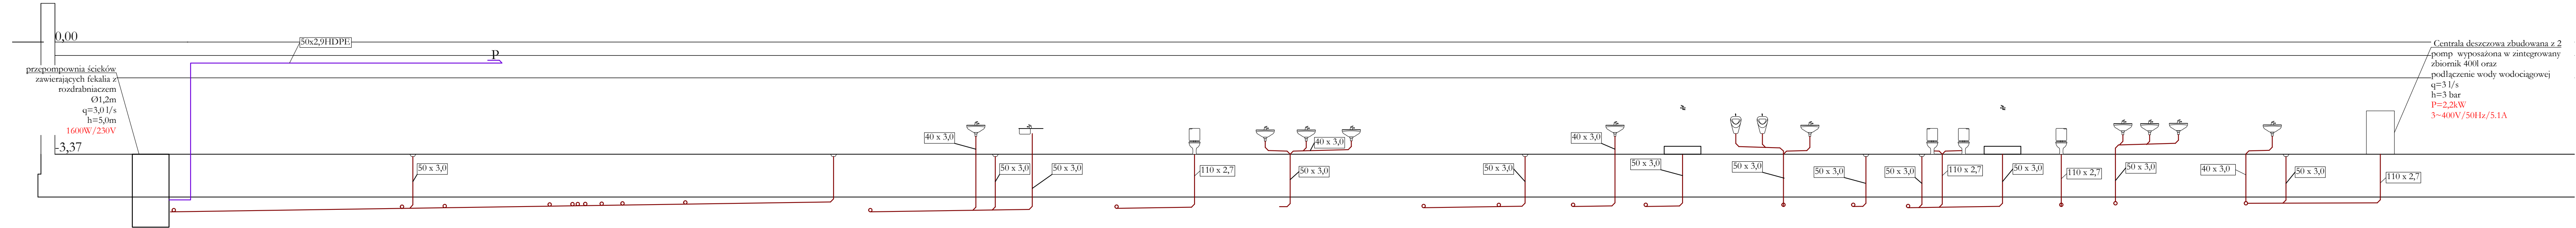 0,00
50x2,9HDPE
P
przepompownia ścieków
zawierających fekalia z
rozdrabniaczem
Ø1,2m
q=3,0 l/s
h=5,0m
1600W/230V
-3,37
Centrala deszczowa zbudowana z 2
pomp wyposażona w zintegrowany
zbiornik 400l oraz
podłączenie wody wodociągowej
q=3 l/s
h=3 bar
P=2,2kW
3~400V/50Hz/5.1A
50 x 3,0
40 x 3,0
50 x 3,0
50 x 3,0
110 x 2,7
40 x 3,0
50 x 3,0
50 x 3,0
40 x 3,0
50 x 3,0
50 x 3,0
50 x 3,0
50 x 3,0
110 x 2,7
50 x 3,0
110 x 2,7
50 x 3,0
40 x 3,0
50 x 3,0
110 x 2,7